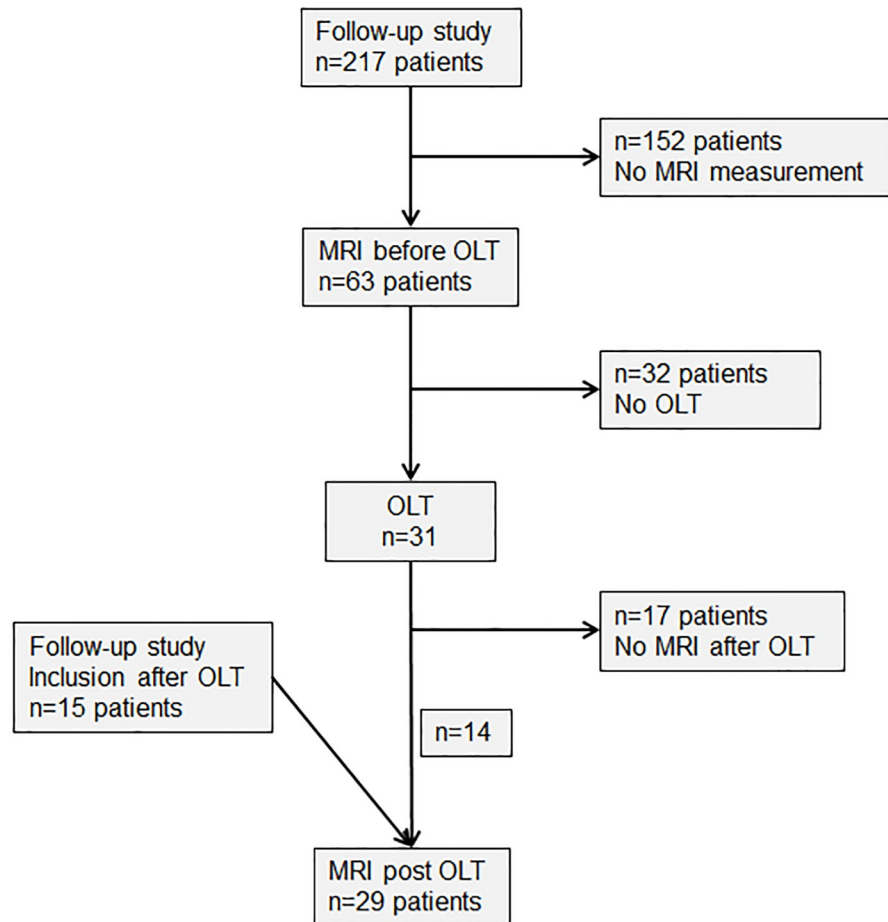 Follow-up study
n=217 patients
n=152 patients
No MRI measurement
MRI before OLT
n=63 patients
n=32 patients
No OLT
OLT
n=31
n=17 patients
No MRI after OLT
Follow-up study
Inclusion after OLT
n=15 patients
n=14
MRI post OLT
n=29 patients